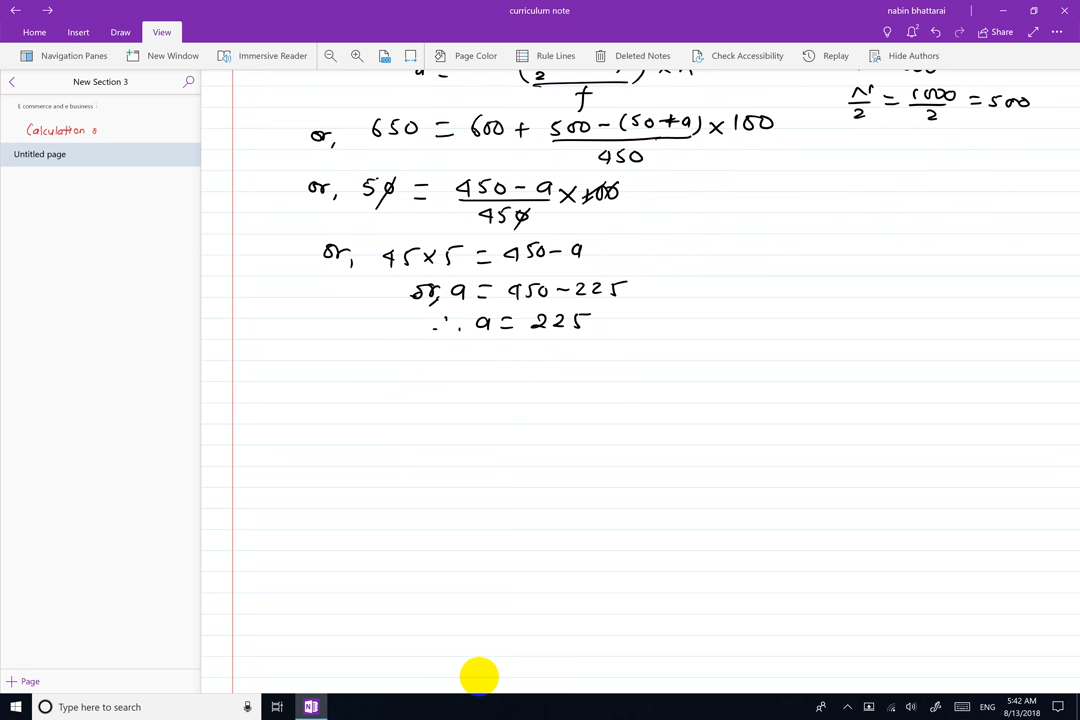 curriculum note
nabin bhattarai
Home Insert Draw View
Share
Navigation Panes New Window Immersive Reader Page Color Rule Lines Deleted Notes Check Accessibility Replay Hide Authors
New Section 3
E commerce and e business
Calculation
Untitled page
N/2 = 1000/2 = 500
or, 650 = 600 + 500 - (50 + a) / 450 × 100
or, 50 = 450 - a / 450 × 100
or, 45 × 5 = 450 - a
or, a = 450 - 225
∴ a = 225
+ Page
Type here to search
ENG
5:42 AM
8/13/2018